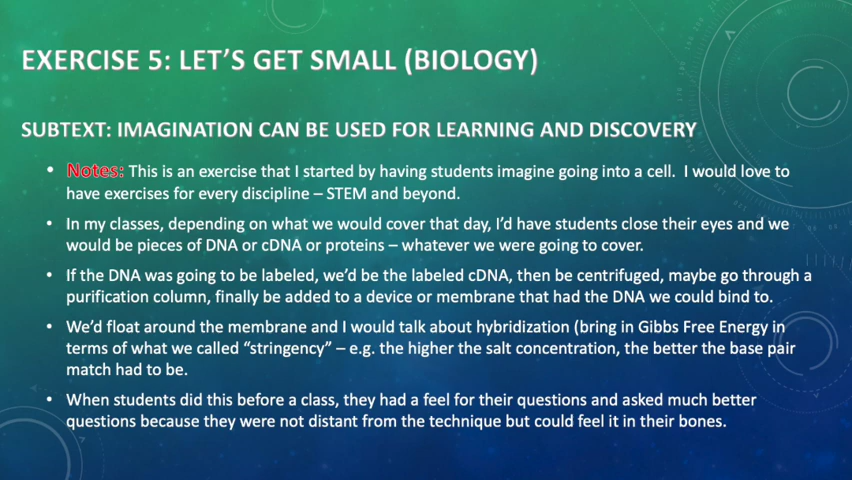 EXERCISE 5: LET'S GET SMALL (BIOLOGY)
SUBTEXT: IMAGINATION CAN BE USED FOR LEARNING AND DISCOVERY
• Notes: This is an exercise that I started by having students imagine going into a cell.  I would love to
have exercises for every discipline – STEM and beyond.
• In my classes, depending on what we would cover that day, I'd have students close their eyes and we
would be pieces of DNA or cDNA or proteins – whatever we were going to cover.
• If the DNA was going to be labeled, we'd be the labeled cDNA, then be centrifuged, maybe go through a
purification column, finally be added to a device or membrane that had the DNA we could bind to.
• We'd float around the membrane and I would talk about hybridization (bring in Gibbs Free Energy in
terms of what we called “stringency” – e.g. the higher the salt concentration, the better the base pair
match had to be.
• When students did this before a class, they had a feel for their questions and asked much better
questions because they were not distant from the technique but could feel it in their bones.